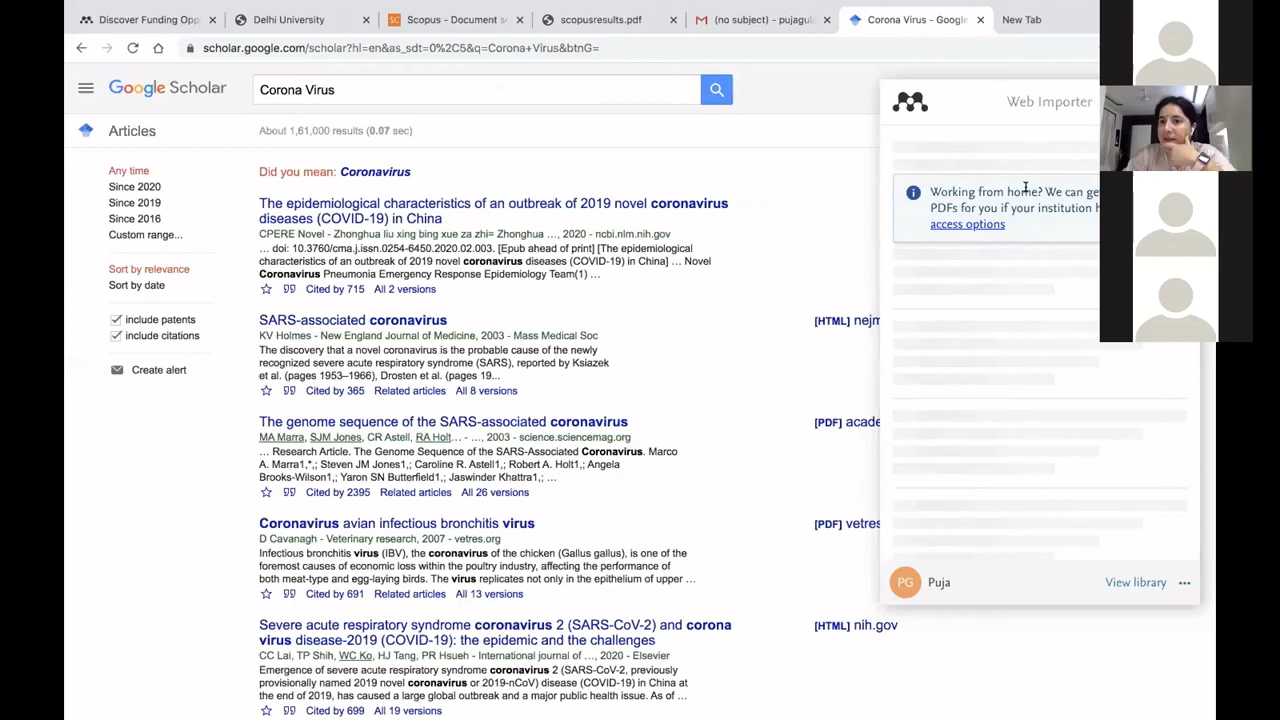 Discover Funding Opp
Delhi University
Scopus - Document s
scopusresults.pdf
(no subject) - pujagul
Corona Virus - Google
New Tab
scholar.google.com/scholar?hl=en&as_sdt=0%2C5&q=Corona+Virus&btnG=
Google Scholar
Corona Virus
Web Importer
Articles
About 1,61,000 results (0.07 sec)
Any time
Since 2020
Since 2019
Since 2016
Custom range...
Sort by relevance
Sort by date
include patents
include citations
Create alert
Did you mean: Coronavirus
The epidemiological characteristics of an outbreak of 2019 novel coronavirus
diseases (COVID-19) in China
CPERE Novel - Zhonghua liu xing bing xue za zhi= Zhonghua …, 2020 - ncbi.nlm.nih.gov
... doi: 10.3760/cma.j.issn.0254-6450.2020.02.003. [Epub ahead of print] [The epidemiological
characteristics of an outbreak of 2019 novel coronavirus diseases (COVID-19) in China] ... Novel
Coronavirus Pneumonia Emergency Response Epidemiology Team(1) ...
Cited by 715 All 2 versions
SARS-associated coronavirus
KV Holmes - New England Journal of Medicine, 2003 - Mass Medical Soc
The discovery that a novel coronavirus is the probable cause of the newly
recognized severe acute respiratory syndrome (SARS), reported by Ksiazek
et al. (pages 1953–1966), Drosten et al. (pages 19...
Cited by 365 Related articles All 8 versions
[HTML] nejm
The genome sequence of the SARS-associated coronavirus
MA Marra, SJM Jones, CR Astell, RA Holt... - …, 2003 - science.sciencemag.org
... Research Article. The Genome Sequence of the SARS-Associated Coronavirus. Marco
A. Marra1,*,; Steven JM Jones1,; Caroline R. Astell1,; Robert A. Holt1,; Angela
Brooks-Wilson1,; Yaron SN Butterfield1,; Jaswinder Khattra1,; ...
Cited by 2395 Related articles All 26 versions
[PDF] acade
Coronavirus avian infectious bronchitis virus
D Cavanagh - Veterinary research, 2007 - vetres.org
Infectious bronchitis virus (IBV), the coronavirus of the chicken (Gallus gallus), is one of the
foremost causes of economic loss within the poultry industry, affecting the performance of
both meat-type and egg-laying birds. The virus replicates not only in the epithelium of upper ...
Cited by 691 Related articles All 13 versions
[PDF] vetres
Severe acute respiratory syndrome coronavirus 2 (SARS-CoV-2) and corona
virus disease-2019 (COVID-19): the epidemic and the challenges
CC Lai, TP Shih, WC Ko, HJ Tang, PR Hsueh - International journal of …, 2020 - Elsevier
Emergence of severe acute respiratory syndrome coronavirus 2 (SARS-CoV-2, previously
provisionally named 2019 novel coronavirus or 2019-nCoV) disease (COVID-19) in China at
the end of 2019, has caused a large global outbreak and a major public health issue. As of ...
Cited by 699 All 19 versions
[HTML] nih.gov
Working from home? We can ge
PDFs for you if your institution h
access options
PG
Puja
View library